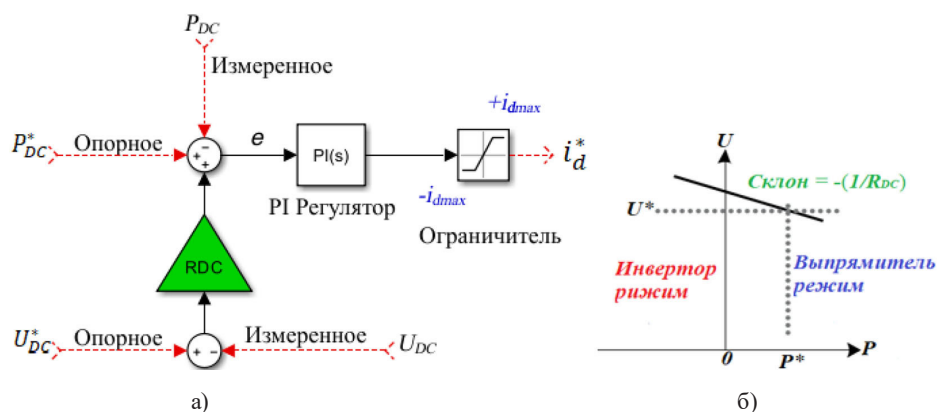 P_DC
Измеренное
+i_dmax
P*_DC
Опорное
e
PI(s)
i*_d
PI Регулятор
-i_dmax
Ограничитель
RDC
U*_DC
Опорное
Измеренное
U_DC
+
−
+
+
−
а)
U
Склон = -(1/R_DC)
U*
Инвертор
рижим
Выпрямитель
режим
0
P*
P
б)